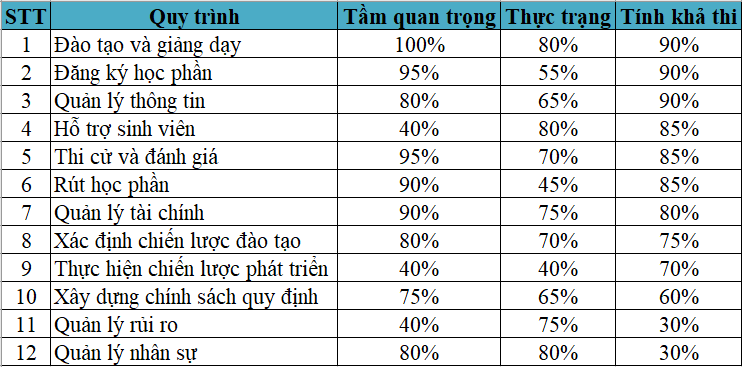 STT Quy trình Tầm quan trọng Thực trạng Tính khả thi
1 Đào tạo và giảng dạy 100% 80% 90%
2 Đăng ký học phần 95% 55% 90%
3 Quản lý thông tin 80% 65% 90%
4 Hỗ trợ sinh viên 40% 80% 85%
5 Thi cử và đánh giá 95% 70% 85%
6 Rút học phần 90% 45% 85%
7 Quản lý tài chính 90% 75% 80%
8 Xác định chiến lược đào tạo 80% 70% 75%
9 Thực hiện chiến lược phát triển 40% 40% 70%
10 Xây dựng chính sách quy định 75% 65% 60%
11 Quản lý rủi ro 40% 75% 30%
12 Quản lý nhân sự 80% 80% 30%